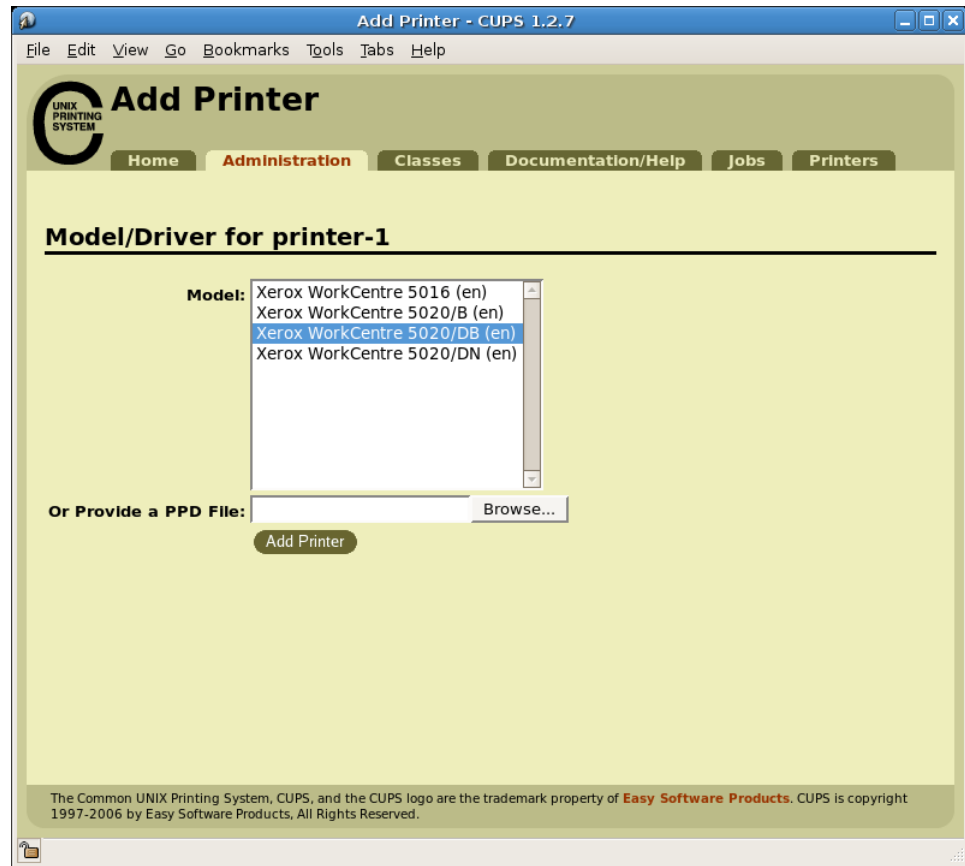 Add Printer - CUPS 1.2.7
File Edit View Go Bookmarks Tools Tabs Help
UNIX
PRINTING
SYSTEM
Add Printer
Home Administration Classes Documentation/Help Jobs Printers
Model/Driver for printer-1
Model:
Xerox WorkCentre 5016 (en)
Xerox WorkCentre 5020/B (en)
Xerox WorkCentre 5020/DB (en)
Xerox WorkCentre 5020/DN (en)
Or Provide a PPD File: Browse...
Add Printer
The Common UNIX Printing System, CUPS, and the CUPS logo are the trademark property of Easy Software Products. CUPS is copyright
1997-2006 by Easy Software Products, All Rights Reserved.